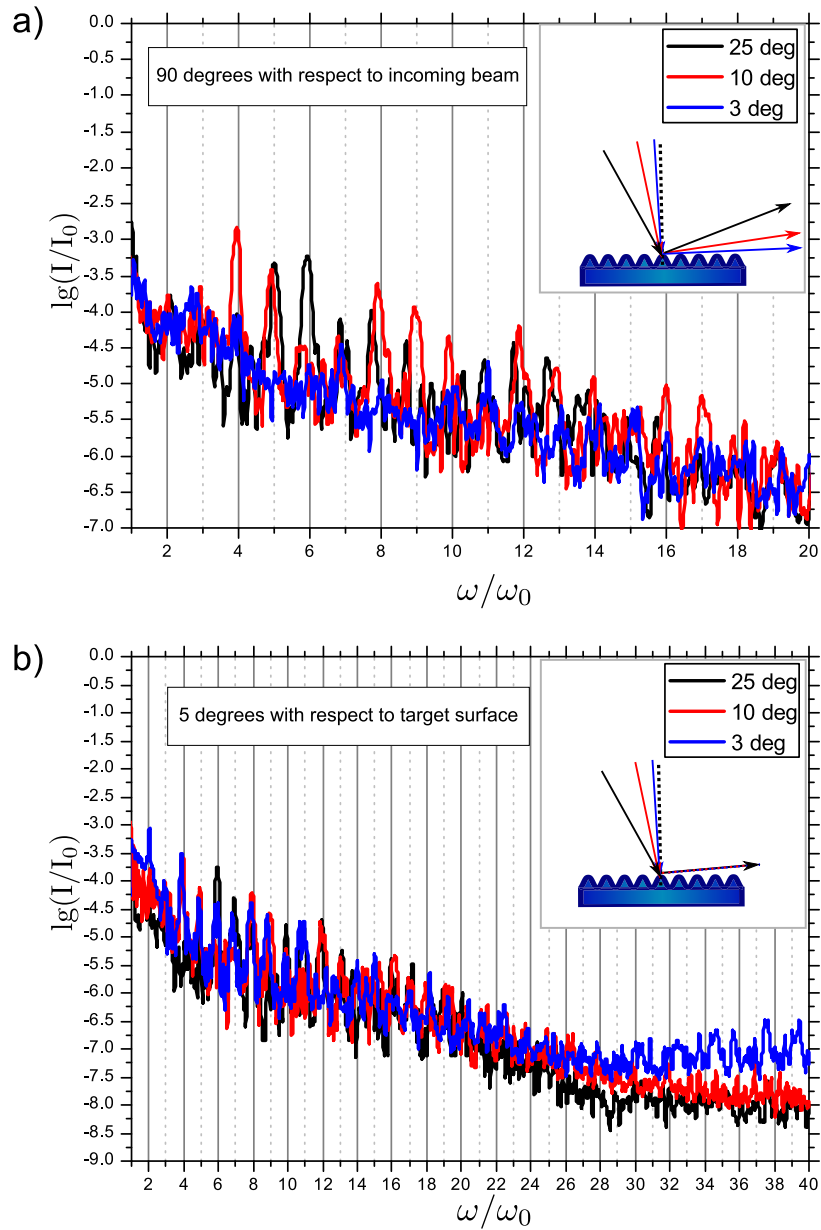 a)
90 degrees with respect to incoming beam
25 deg
10 deg
3 deg
lg(I/I₀)
0.0
-0.5
-1.0
-1.5
-2.0
-2.5
-3.0
-3.5
-4.0
-4.5
-5.0
-5.5
-6.0
-6.5
-7.0
2 4 6 8 10 12 14 16 18 20
ω/ω₀
b)
5 degrees with respect to target surface
25 deg
10 deg
3 deg
lg(I/I₀)
0.0
-0.5
-1.0
-1.5
-2.0
-2.5
-3.0
-3.5
-4.0
-4.5
-5.0
-5.5
-6.0
-6.5
-7.0
-7.5
-8.0
-8.5
-9.0
2 4 6 8 10 12 14 16 18 20 22 24 26 28 30 32 34 36 38 40
ω/ω₀